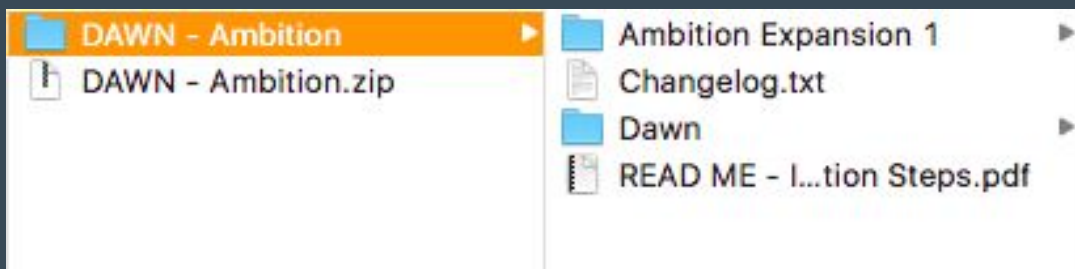 DAWN - Ambition
DAWN - Ambition.zip
Ambition Expansion 1
Changelog.txt
Dawn
READ ME - I...tion Steps.pdf